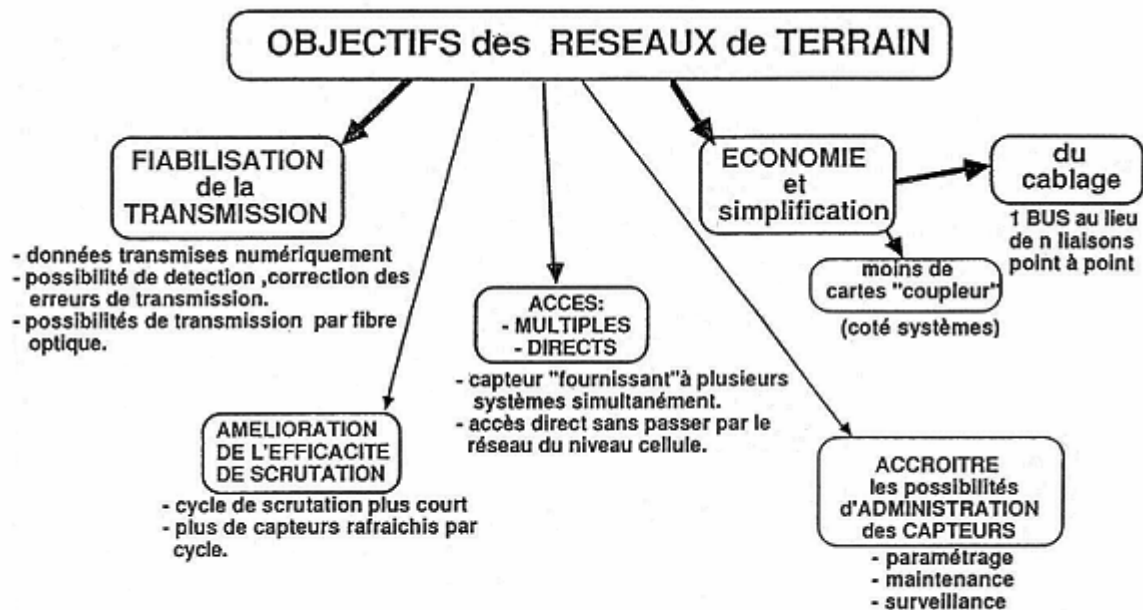 OBJECTIFS des RESEAUX de TERRAIN
FIABILISATION
de la
TRANSMISSION
- données transmises numériquement
- possibilité de detection ,correction des
erreurs de transmission.
- possibilités de transmission par fibre
optique.
AMELIORATION
DE L'EFFICACITE
DE SCRUTATION
- cycle de scrutation plus court
- plus de capteurs rafraichis par
cycle.
ACCES:
- MULTIPLES
- DIRECTS
- capteur "fournissant"à plusieurs
systèmes simultanément.
- accès direct sans passer par le
réseau du niveau cellule.
ECONOMIE
et
simplification
du
cablage
1 BUS au lieu
de n liaisons
point à point
moins de
cartes "coupleur"
(coté systèmes)
ACCROITRE
les possibilités
d'ADMINISTRATION
des CAPTEURS
- paramétrage
- maintenance
- surveillance